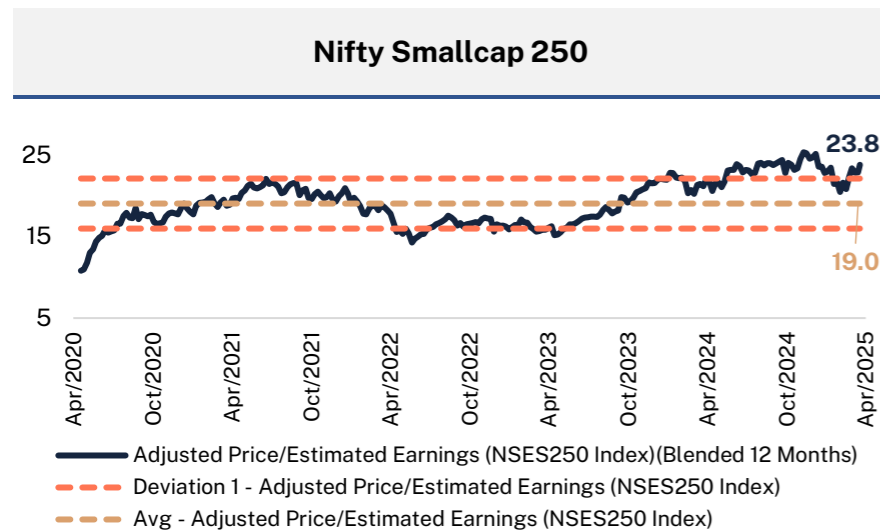 Nifty Smallcap 250
23.8
25
15
19.0
5
Apr/2020
Oct/2020
Apr/2021
Oct/2021
Apr/2022
Oct/2022
Apr/2023
Oct/2023
Apr/2024
Oct/2024
Apr/2025
Adjusted Price/Estimated Earnings (NSES250 Index)(Blended 12 Months)
Deviation 1 - Adjusted Price/Estimated Earnings (NSES250 Index)
Avg - Adjusted Price/Estimated Earnings (NSES250 Index)